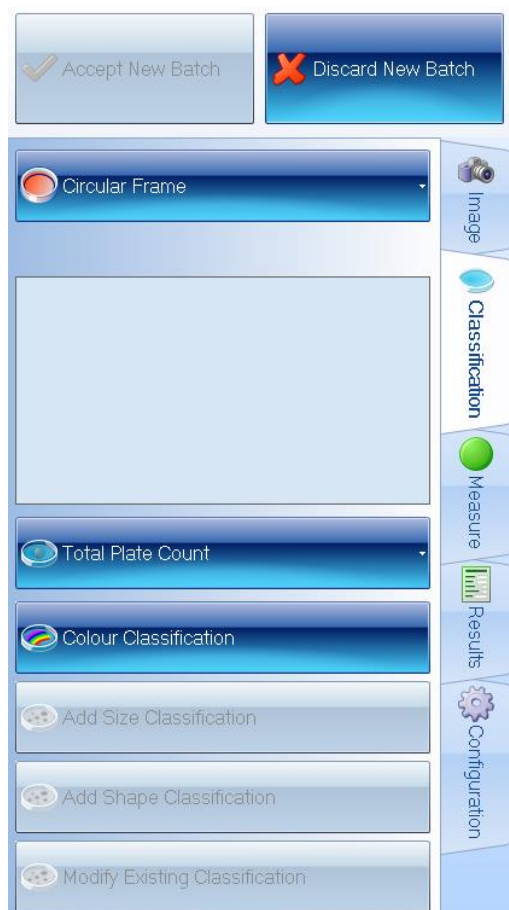 Accept New Batch
Discard New Batch
Circular Frame
Image
Classification
Total Plate Count
Measure
Colour Classification
Results
Add Size Classification
Configuration
Add Shape Classification
Modify Existing Classification